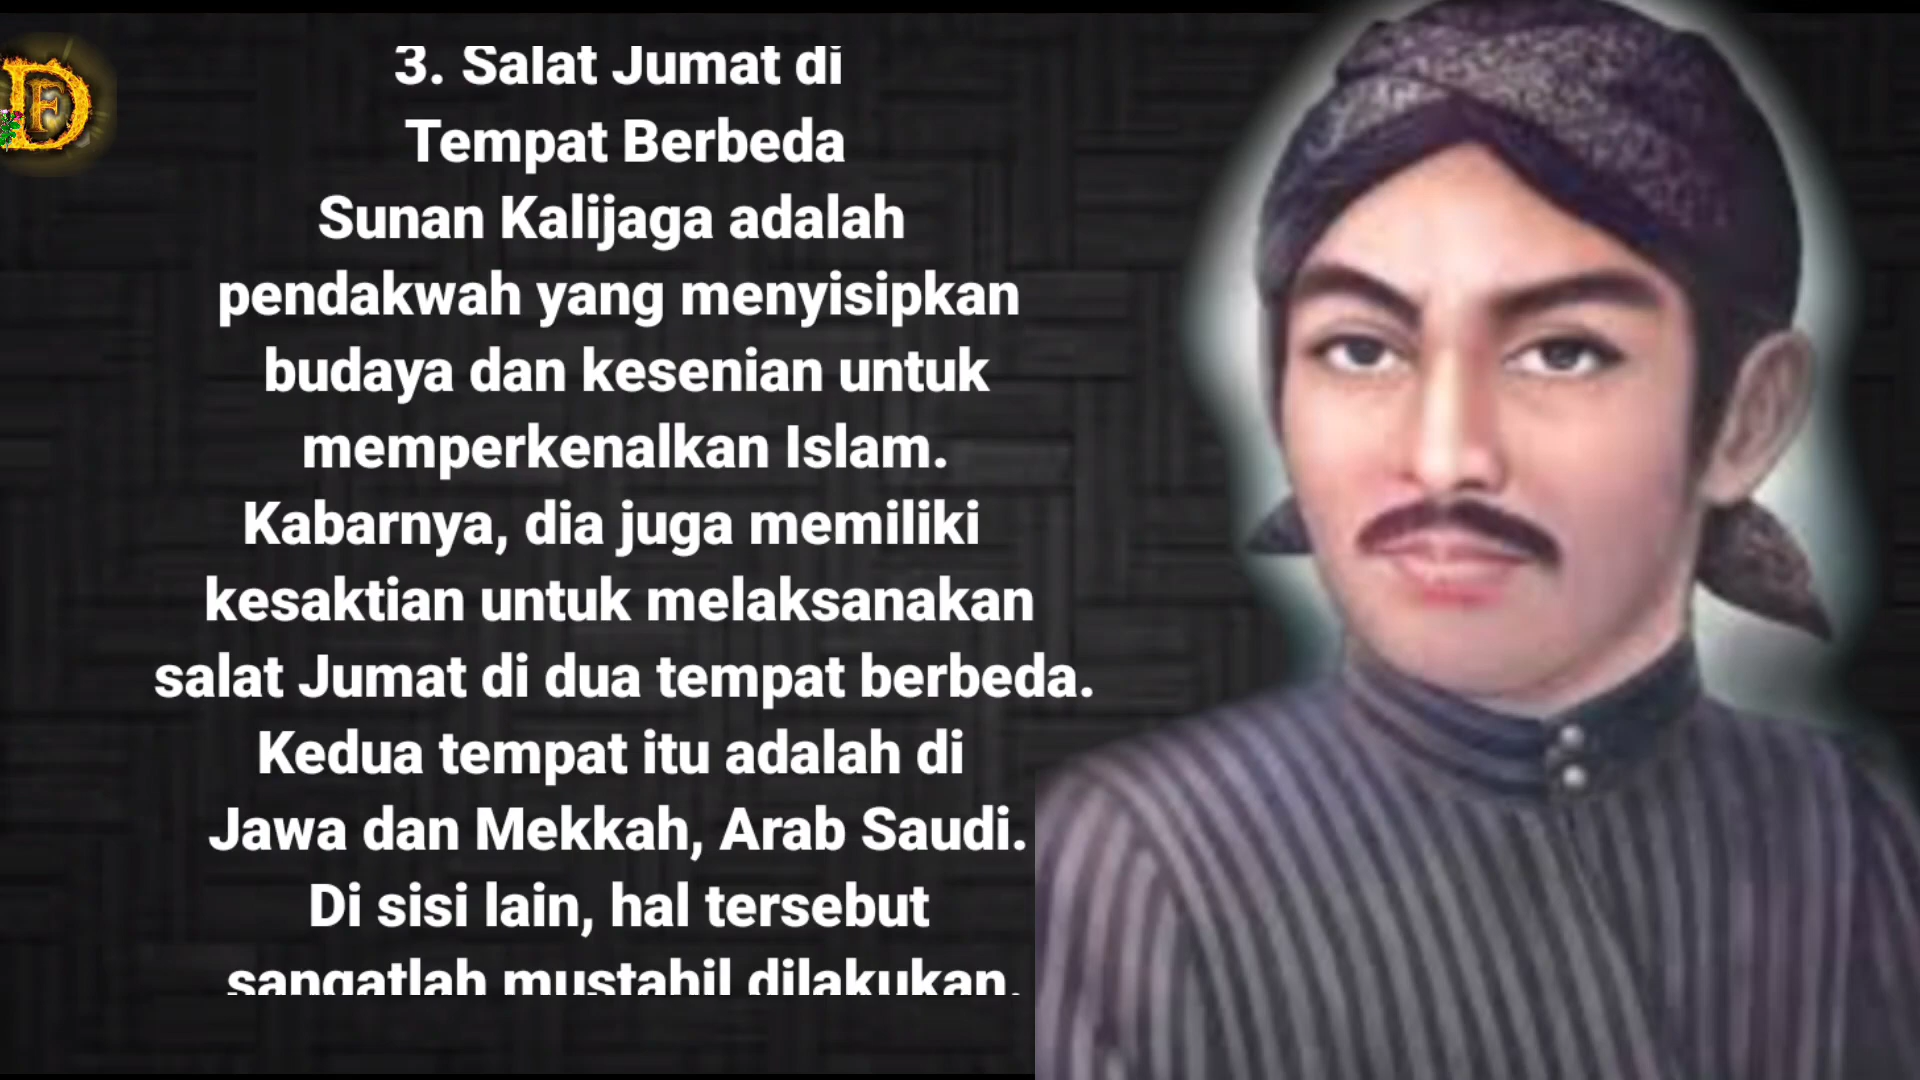 3. Salat Jumat di
Tempat Berbeda
Sunan Kalijaga adalah
pendakwah yang menyisipkan
budaya dan kesenian untuk
memperkenalkan Islam.
Kabarnya, dia juga memiliki
kesaktian untuk melaksanakan
salat Jumat di dua tempat berbeda.
Kedua tempat itu adalah di
Jawa dan Mekkah, Arab Saudi.
Di sisi lain, hal tersebut
sangatlah mustahil dilakukan.
DF